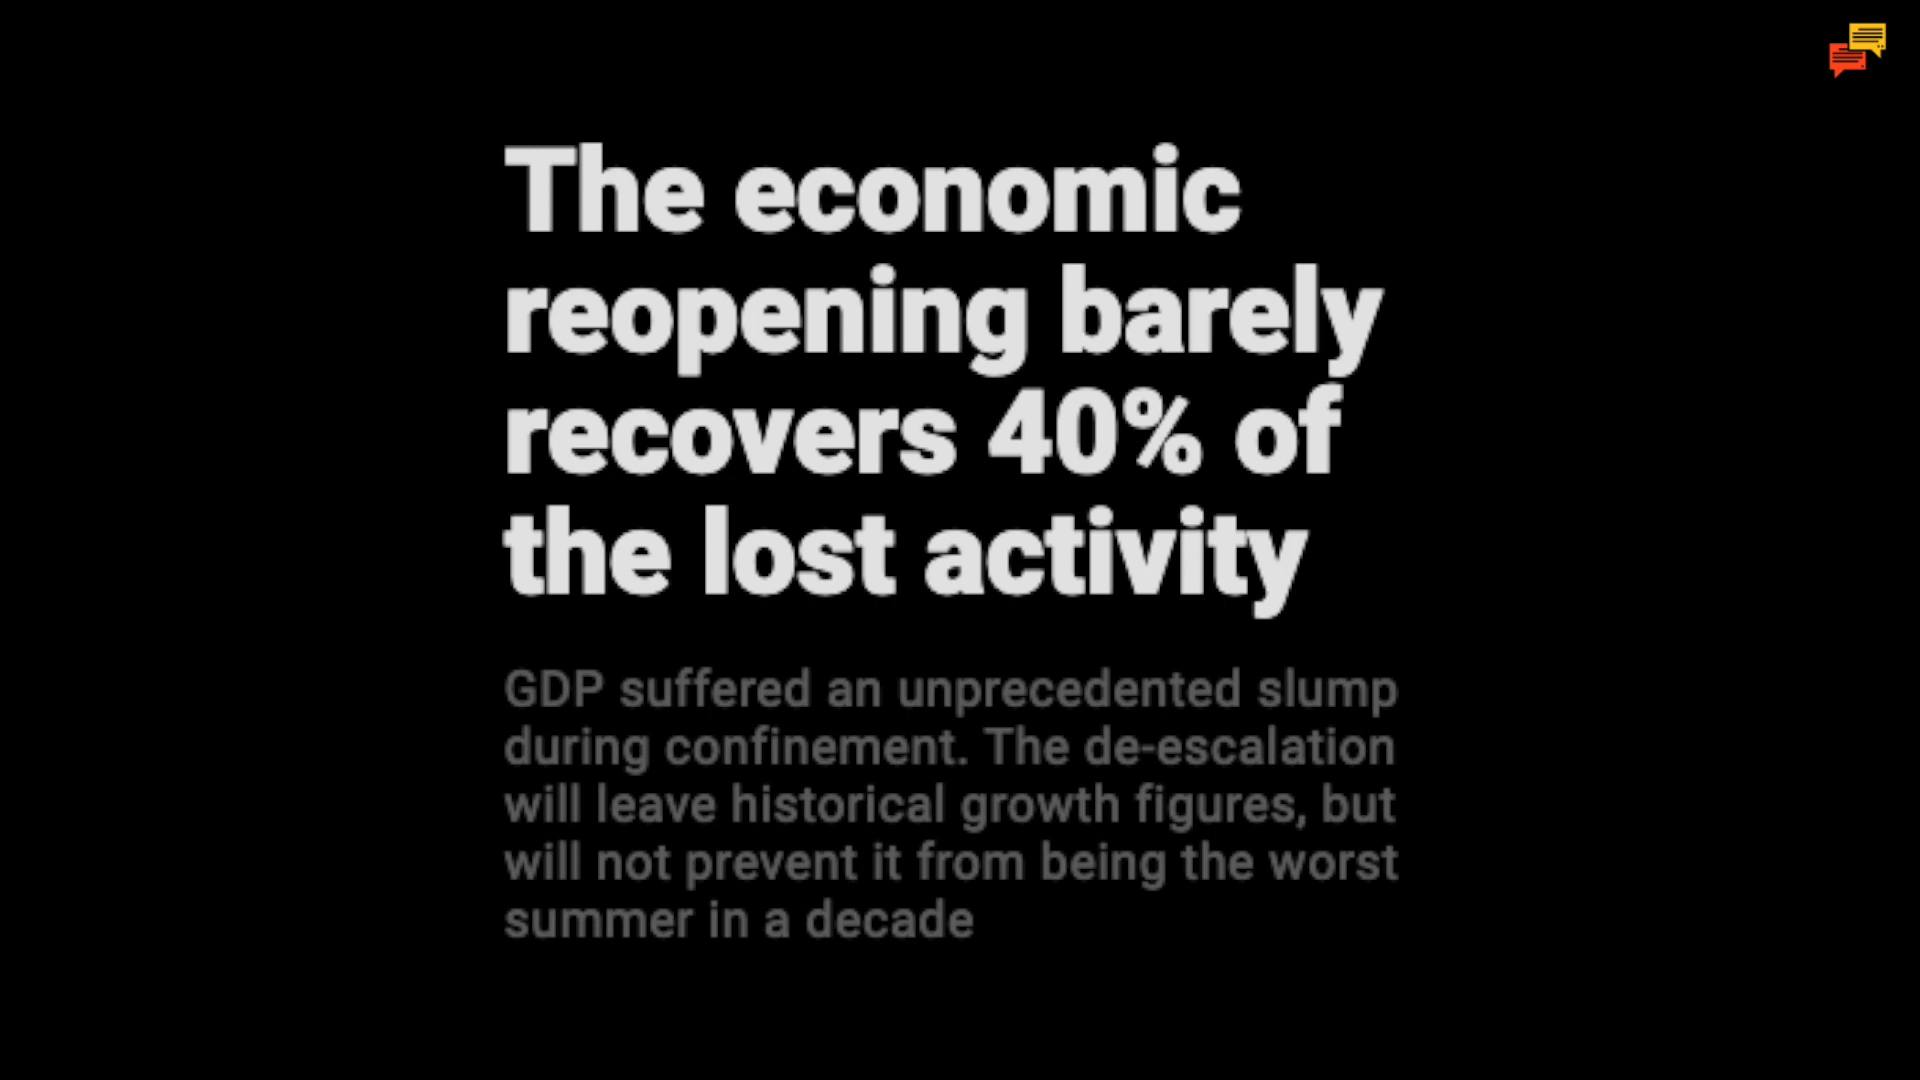 The economic
reopening barely
recovers 40% of
the lost activity
GDP suffered an unprecedented slump
during confinement. The de-escalation
will leave historical growth figures, but
will not prevent it from being the worst
summer in a decade